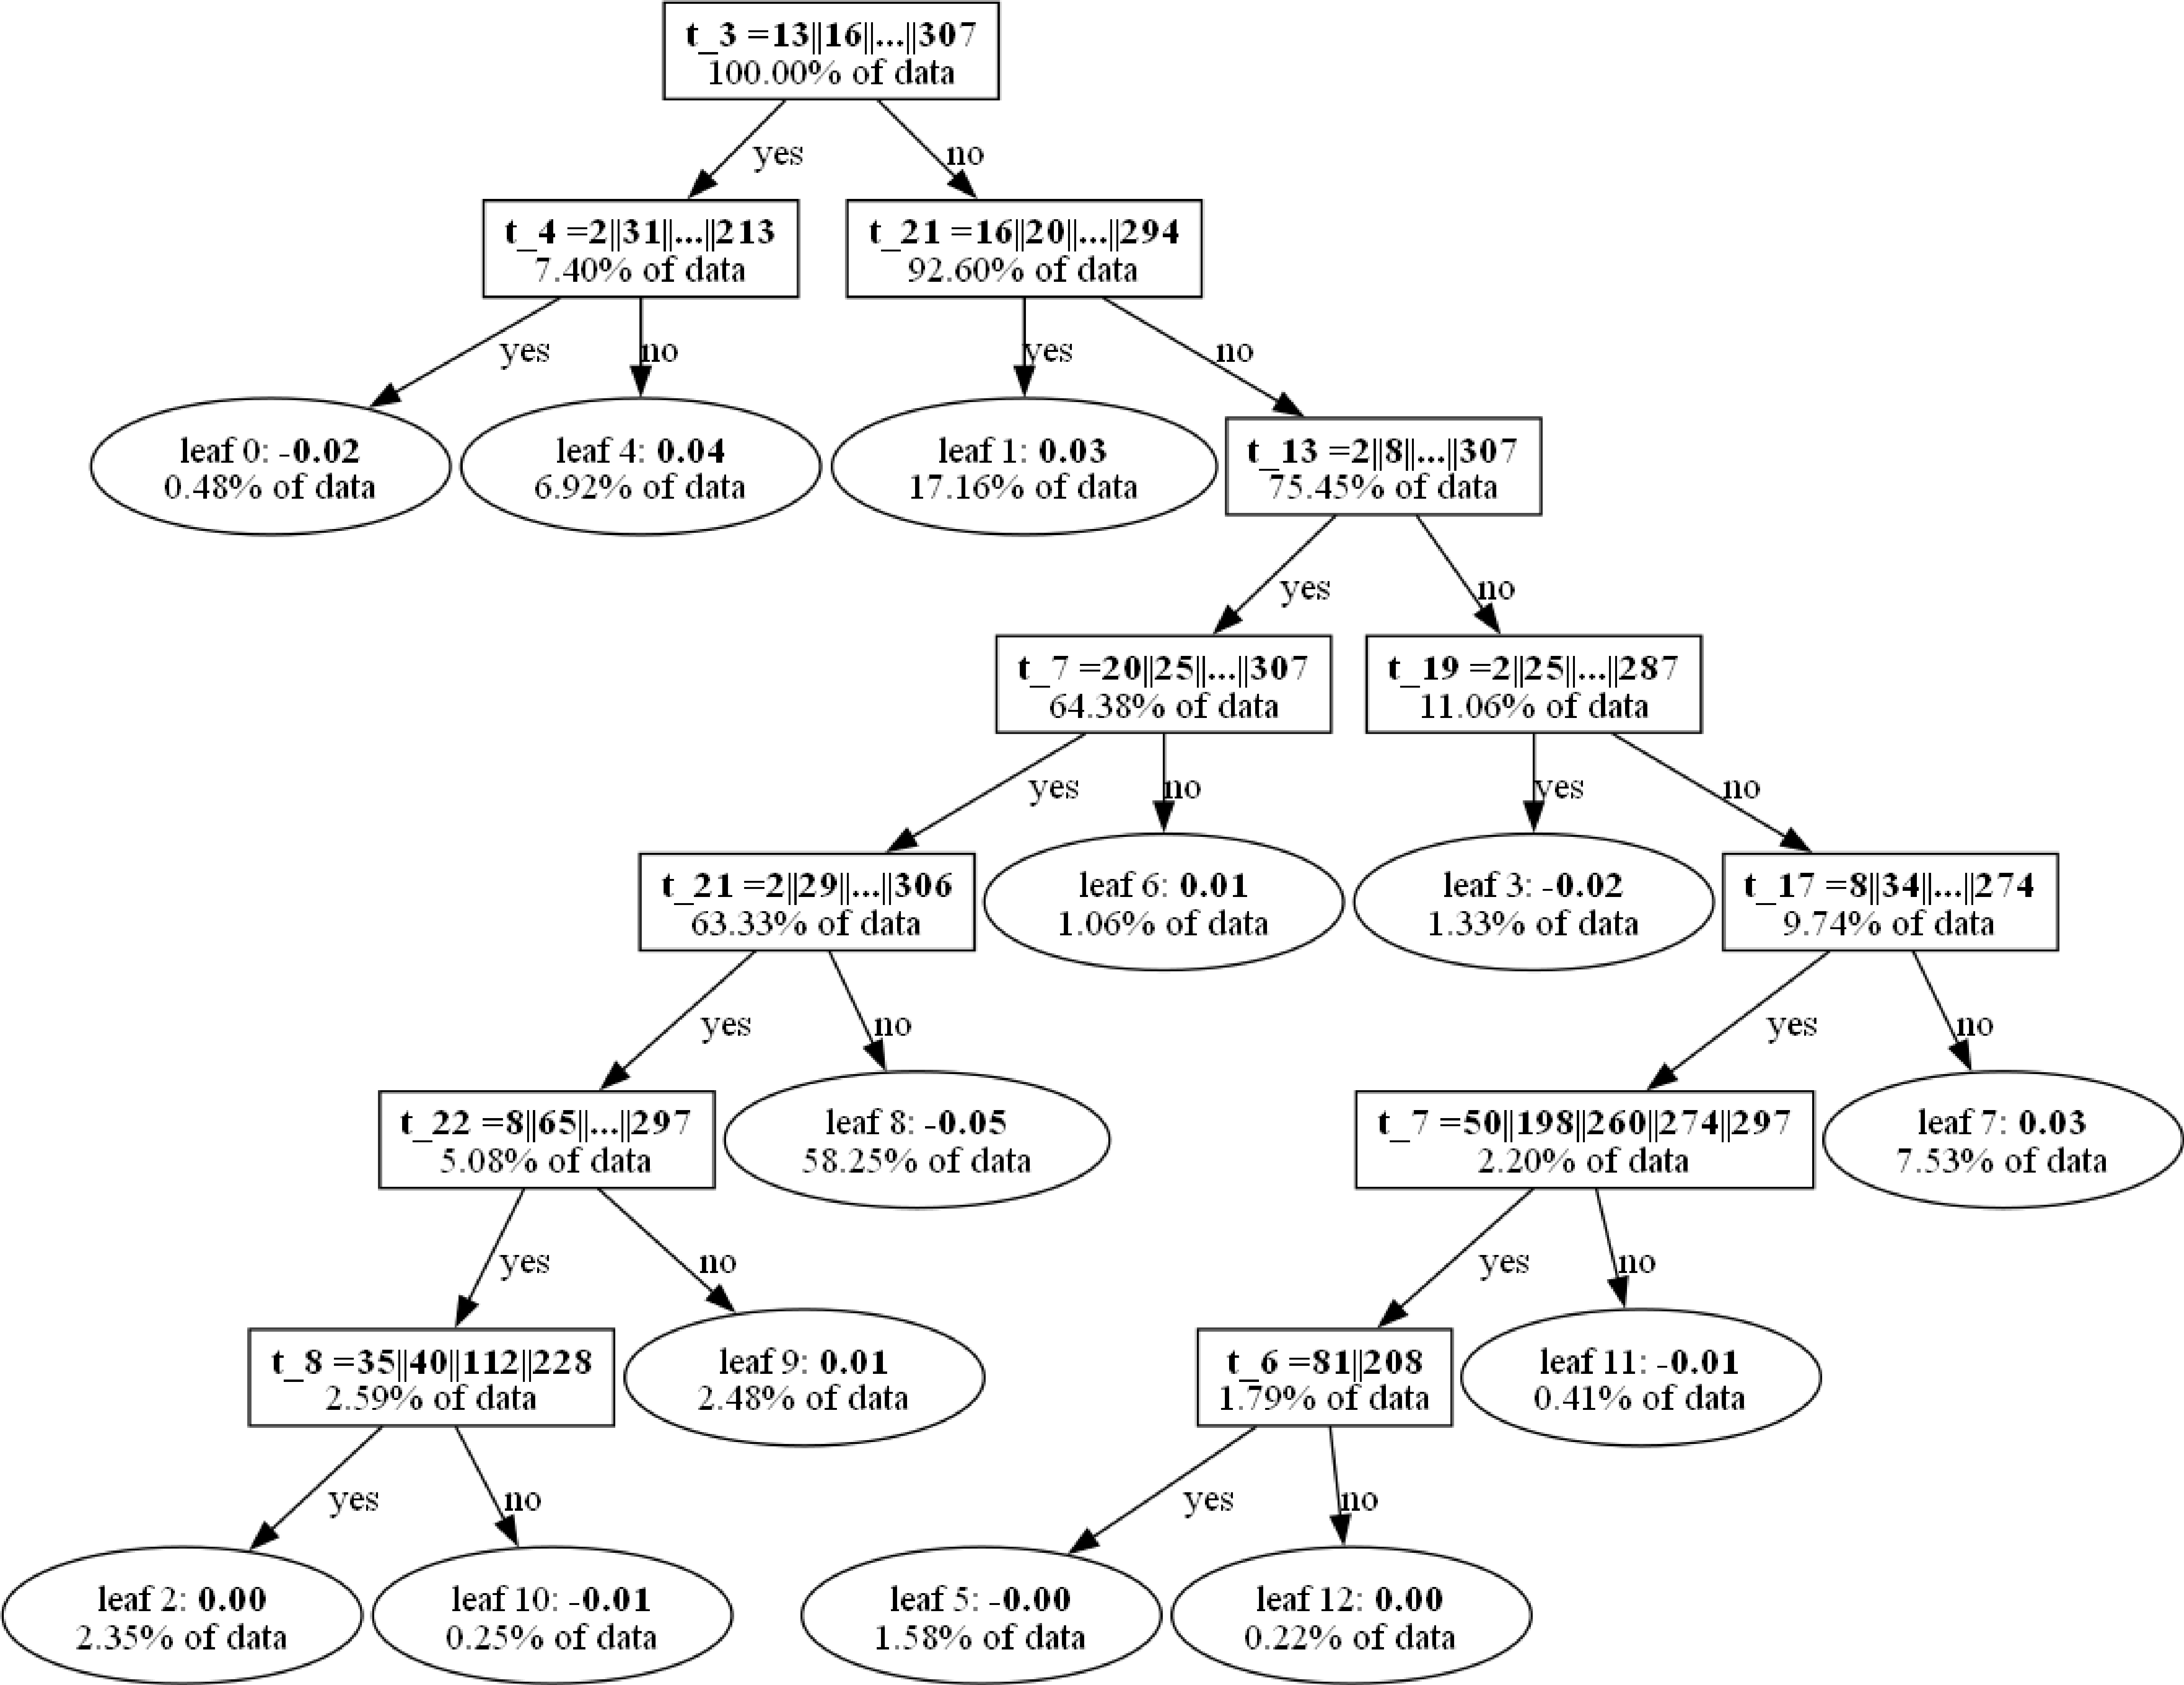 t_3 =13||16||...||307
100.00% of data
yes
no
t_4 =2||31||...||213
7.40% of data
t_21 =16||20||...||294
92.60% of data
yes
no
yes
no
leaf 0: -0.02
0.48% of data
leaf 4: 0.04
6.92% of data
leaf 1: 0.03
17.16% of data
t_13 =2||8||...||307
75.45% of data
yes
no
t_7 =20||25||...||307
64.38% of data
t_19 =2||25||...||287
11.06% of data
yes
no
yes
no
t_21 =2||29||...||306
63.33% of data
leaf 6: 0.01
1.06% of data
leaf 3: -0.02
1.33% of data
t_17 =8||34||...||274
9.74% of data
yes
no
yes
no
t_22 =8||65||...||297
5.08% of data
leaf 8: -0.05
58.25% of data
t_7 =50||198||260||274||297
2.20% of data
leaf 7: 0.03
7.53% of data
yes
no
yes
no
t_8 =35||40||112||228
2.59% of data
leaf 9: 0.01
2.48% of data
t_6 =81||208
1.79% of data
leaf 11: -0.01
0.41% of data
yes
no
yes
no
leaf 2: 0.00
2.35% of data
leaf 10: -0.01
0.25% of data
leaf 5: -0.00
1.58% of data
leaf 12: 0.00
0.22% of data